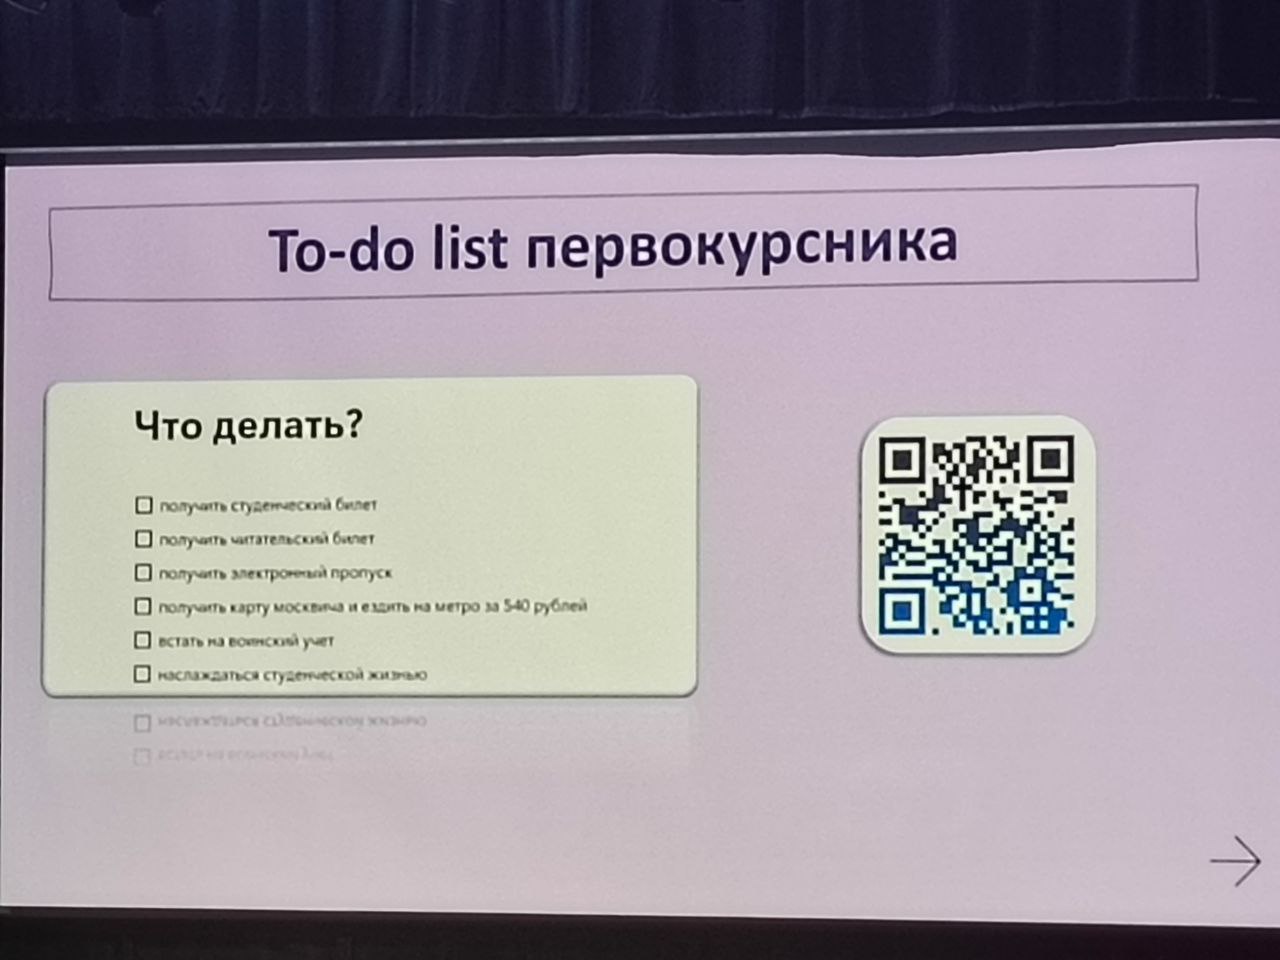 To-do list первокурсника
Что делать?
получить студенческий билет
получить читательский билет
получить электронный пропуск
получить карту москвича и ездить на метро за 540 рублей
встать на воинский учет
наслаждаться студенческой жизнью